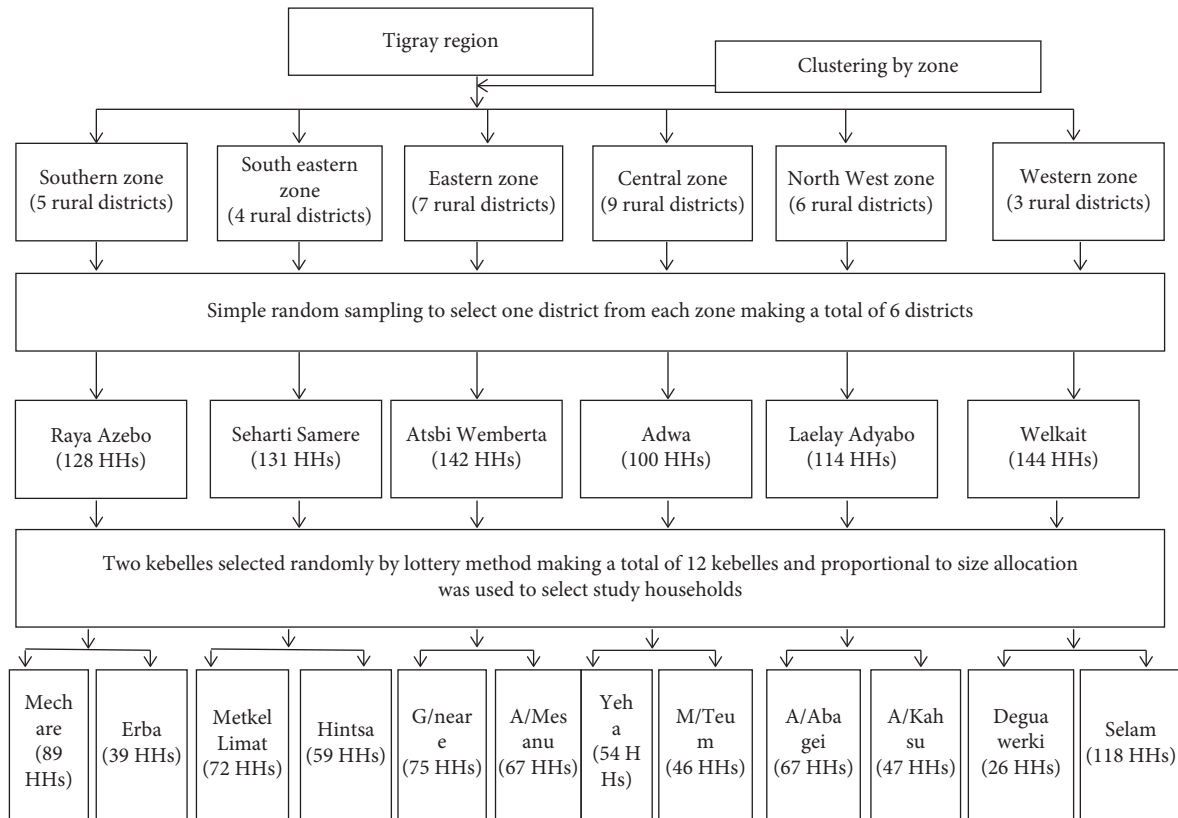 Tigray region
Clustering by zone
Southern zone
(5 rural districts)
South eastern
zone
(4 rural districts)
Eastern zone
(7 rural districts)
Central zone
(9 rural districts)
North West zone
(6 rural districts)
Western zone
(3 rural districts)
Simple random sampling to select one district from each zone making a total of 6 districts
Raya Azebo
(128 HHs)
Seharti Samere
(131 HHs)
Atsbi Wemberta
(142 HHs)
Adwa
(100 HHs)
Laelay Adyabo
(114 HHs)
Welkait
(144 HHs)
Two kebelles selected randomly by lottery method making a total of 12 kebelles and proportional to size allocation
was used to select study households
Mech
are
(89
HHs)
Erba
(39 HHs)
Metkel
Limat
(72 HHs)
Hintsa
(59 HHs)
G/near
e
(75 HHs)
A/Mes
anu
(67 HHs)
Yeh
a
(54 H
Hs)
M/Teu
m
(46 HHs)
A/Aba
gei
(67 HHs)
A/Kah
su
(47 HHs)
Degua
werki
(26 HHs)
Selam
(118 HHs)